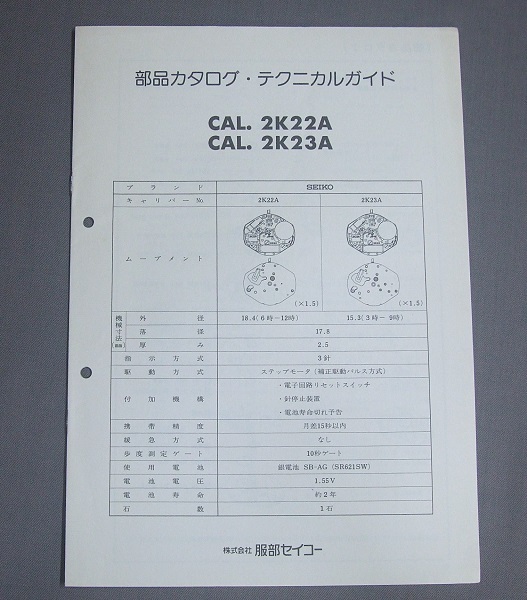 部品カタログ・テクニカルガイド
CAL. 2K22A
CAL. 2K23A
ブランド SEIKO
キャリバーNo. 2K22A 2K23A
ムーブメント (×1.5) (×1.5)
機械寸法(mm) 外径 18.4(6時−12時) 15.3(3時−9時)
落径 17.8
厚み 2.5
指示方式 3針
駆動方式 ステップモータ(補正駆動パルス方式)
付加機構 ・電子回路リセットスイッチ
・針停止装置
・電池寿命切れ予告
携帯精度 月差15秒以内
緩急方式 なし
歩度測定ゲート 10秒ゲート
使用電池 銀電池 SB-AG (SR621SW)
電池電圧 1.55V
電池寿命 約2年
石数 1石
株式会社 服部セイコー